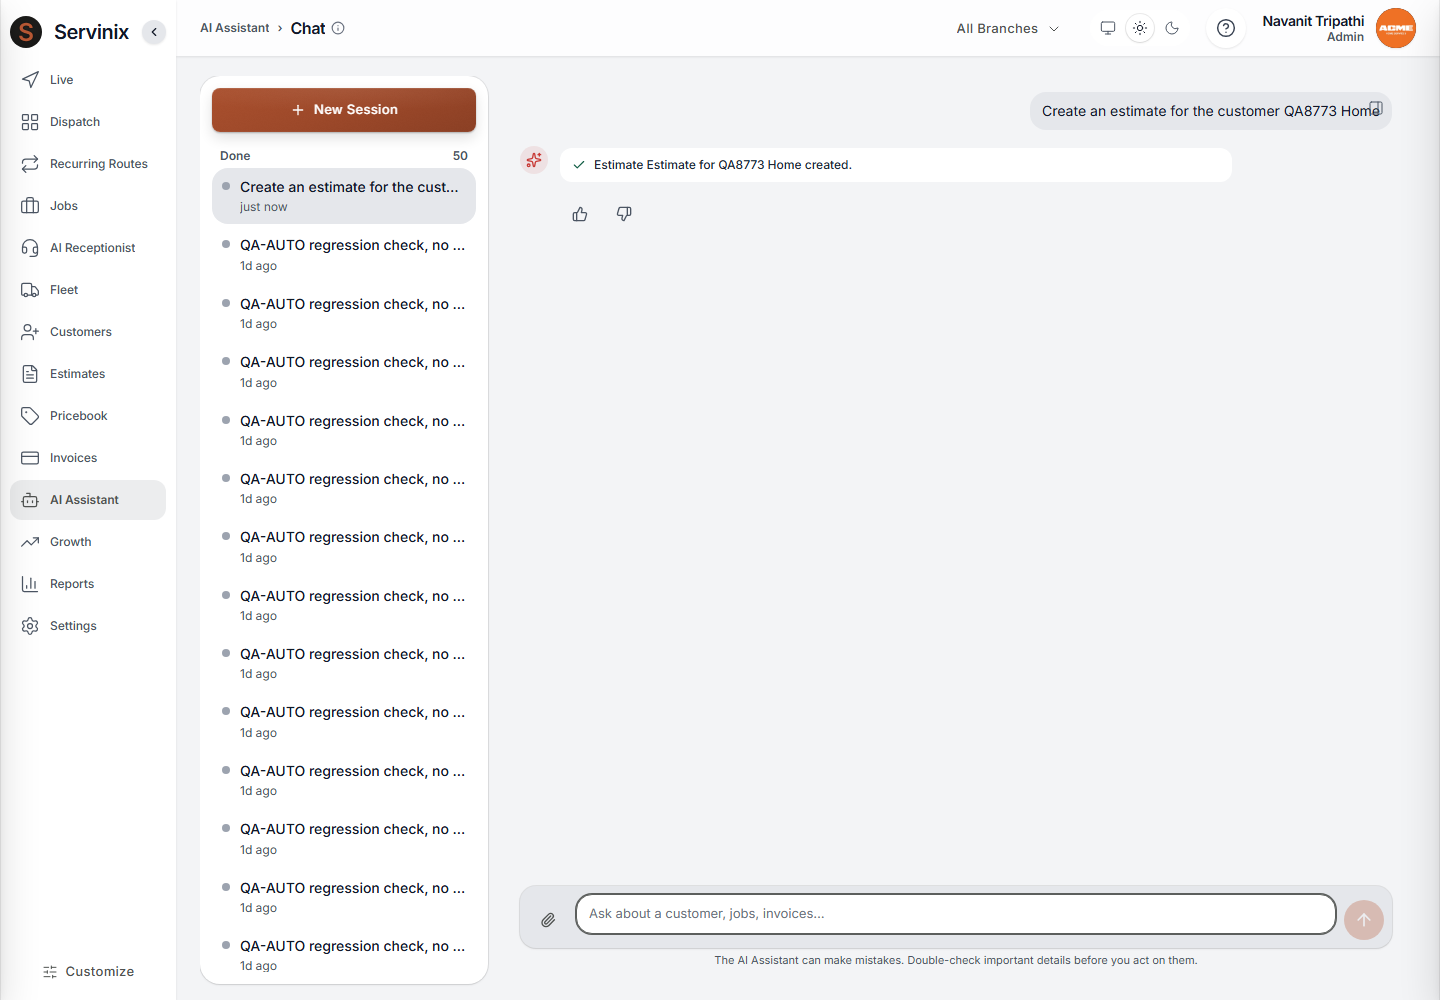 S Servinix
Live
Dispatch
Recurring Routes
Jobs
AI Receptionist
Fleet
Customers
Estimates
Pricebook
Invoices
AI Assistant
Growth
Reports
Settings
Customize
AI Assistant › Chat
All Branches
Navanit Tripathi
Admin
ACME
New Session
Done 50
Create an estimate for the cust...
just now
QA-AUTO regression check, no ...
1d ago
QA-AUTO regression check, no ...
1d ago
QA-AUTO regression check, no ...
1d ago
QA-AUTO regression check, no ...
1d ago
QA-AUTO regression check, no ...
1d ago
QA-AUTO regression check, no ...
1d ago
QA-AUTO regression check, no ...
1d ago
QA-AUTO regression check, no ...
1d ago
QA-AUTO regression check, no ...
1d ago
QA-AUTO regression check, no ...
1d ago
QA-AUTO regression check, no ...
1d ago
QA-AUTO regression check, no ...
1d ago
QA-AUTO regression check, no ...
1d ago
Create an estimate for the customer QA8773 Home
Estimate Estimate for QA8773 Home created.
Ask about a customer, jobs, invoices...
The AI Assistant can make mistakes. Double-check important details before you act on them.